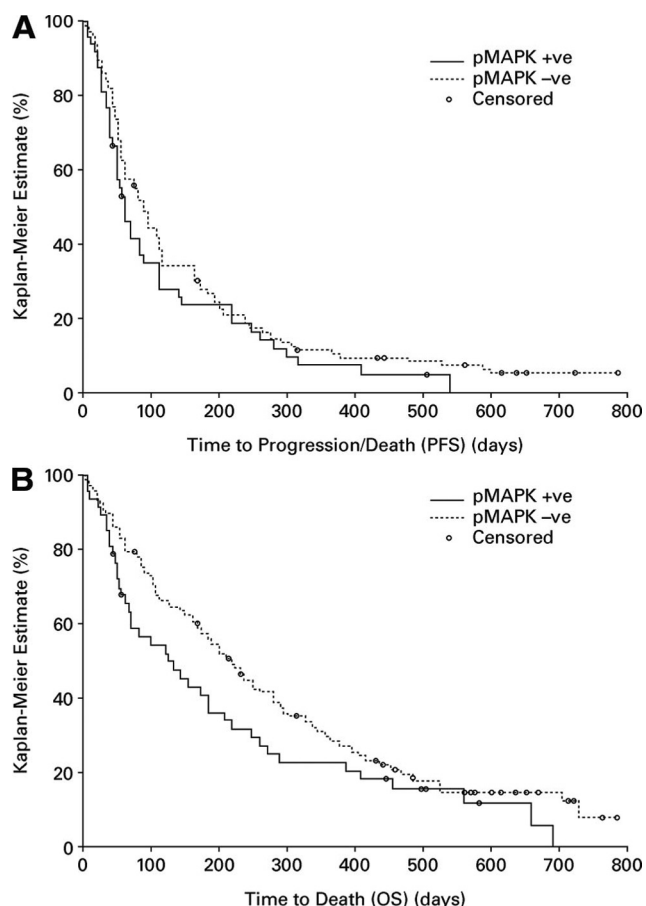 A
100
80
60
40
20
0
Kaplan-Meier Estimate (%)
pMAPK +ve
pMAPK –ve
Censored
0 100 200 300 400 500 600 700 800
Time to Progression/Death (PFS) (days)
B
100
80
60
40
20
0
Kaplan-Meier Estimate (%)
pMAPK +ve
pMAPK –ve
Censored
0 100 200 300 400 500 600 700 800
Time to Death (OS) (days)